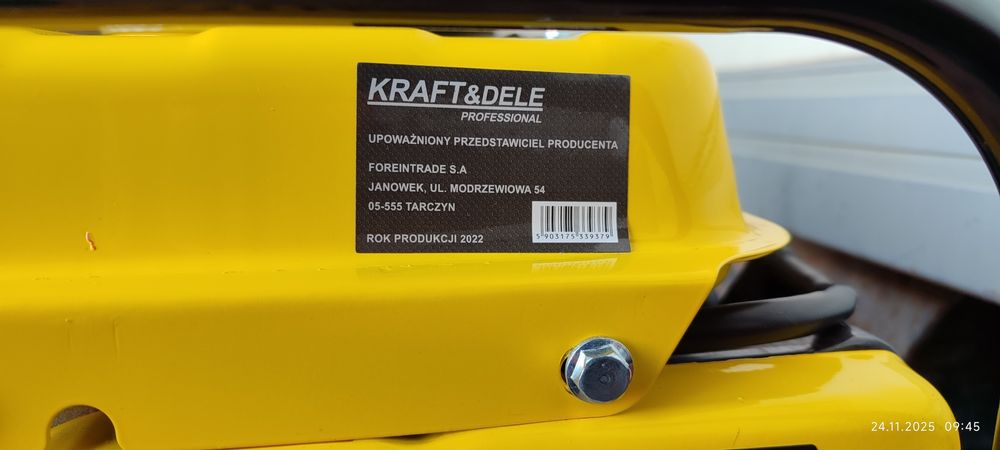 KRAFT&DELE
PROFESSIONAL
UPOWAŻNIONY PRZEDSTAWICIEL PRODUCENTA
FOREINTRADE S.A
JANOWEK, UL. MODRZEWIOWA 54
05-555 TARCZYN
5 903175 339379
ROK PRODUKCJI 2022
24.11.2025 09:45